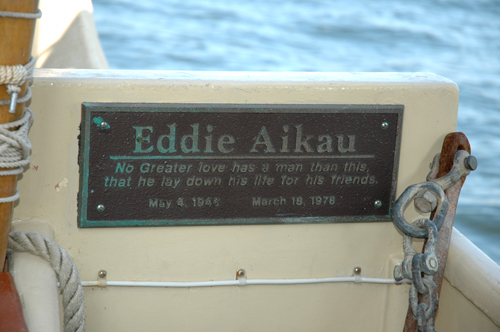 Eddie Aikau
No Greater love has a man than this,
that he lay down his life for his friends.
May 4, 1946 March 18, 1978